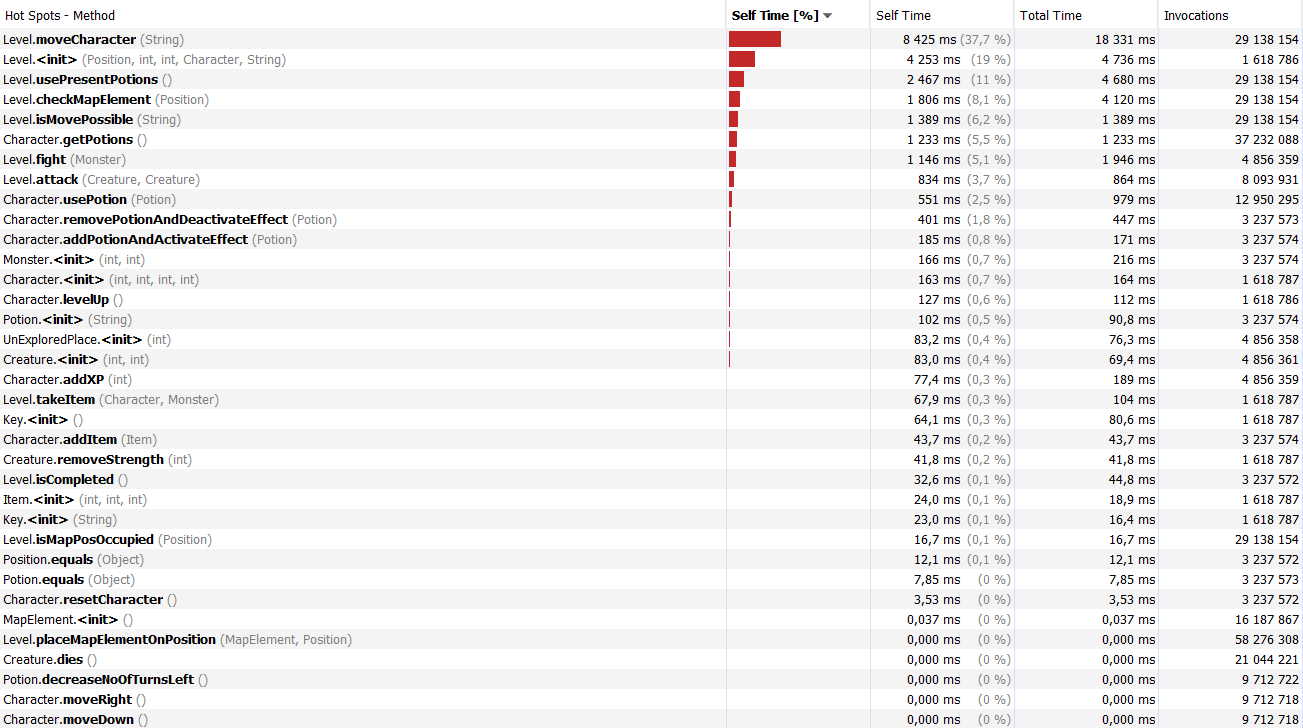 Hot Spots - Method Self Time [%] Self Time Total Time Invocations
Level.moveCharacter (String) 8 425 ms (37,7 %) 18 331 ms 29 138 154
Level.<init> (Position, int, int, Character, String) 4 253 ms (19 %) 4 736 ms 1 618 786
Level.usePresentPotions () 2 467 ms (11 %) 4 680 ms 29 138 154
Level.checkMapElement (Position) 1 806 ms (8,1 %) 4 120 ms 29 138 154
Level.isMovePossible (String) 1 389 ms (6,2 %) 1 389 ms 29 138 154
Character.getPotions () 1 233 ms (5,5 %) 1 233 ms 37 232 088
Level.fight (Monster) 1 146 ms (5,1 %) 1 946 ms 4 856 359
Level.attack (Creature, Creature) 834 ms (3,7 %) 864 ms 8 093 931
Character.usePotion (Potion) 551 ms (2,5 %) 979 ms 12 950 295
Character.removePotionAndDeactivateEffect (Potion) 401 ms (1,8 %) 447 ms 3 237 573
Character.addPotionAndActivateEffect (Potion) 185 ms (0,8 %) 171 ms 3 237 574
Monster.<init> (int, int) 166 ms (0,7 %) 216 ms 3 237 574
Character.<init> (int, int, int, int) 163 ms (0,7 %) 164 ms 1 618 787
Character.levelUp () 127 ms (0,6 %) 112 ms 1 618 786
Potion.<init> (String) 102 ms (0,5 %) 90,8 ms 3 237 574
UnExploredPlace.<init> (int) 83,2 ms (0,4 %) 76,3 ms 4 856 358
Creature.<init> (int, int) 83,0 ms (0,4 %) 69,4 ms 4 856 361
Character.addXP (int) 77,4 ms (0,3 %) 189 ms 4 856 359
Level.takeItem (Character, Monster) 67,9 ms (0,3 %) 104 ms 1 618 787
Key.<init> () 64,1 ms (0,3 %) 80,6 ms 1 618 787
Character.addItem (Item) 43,7 ms (0,2 %) 43,7 ms 3 237 574
Creature.removeStrength (int) 41,8 ms (0,2 %) 41,8 ms 1 618 787
Level.isCompleted () 32,6 ms (0,1 %) 44,8 ms 3 237 572
Item.<init> (int, int, int) 24,0 ms (0,1 %) 18,9 ms 1 618 787
Key.<init> (String) 23,0 ms (0,1 %) 16,4 ms 1 618 787
Level.isMapPosOccupied (Position) 16,7 ms (0,1 %) 16,7 ms 29 138 154
Position.equals (Object) 12,1 ms (0,1 %) 12,1 ms 3 237 572
Potion.equals (Object) 7,85 ms (0 %) 7,85 ms 3 237 573
Character.resetCharacter () 3,53 ms (0 %) 3,53 ms 3 237 572
MapElement.<init> () 0,037 ms (0 %) 0,037 ms 16 187 867
Level.placeMapElementOnPosition (MapElement, Position) 0,000 ms (0 %) 0,000 ms 58 276 308
Creature.dies () 0,000 ms (0 %) 0,000 ms 21 044 221
Potion.decreaseNoOfTurnsLeft () 0,000 ms (0 %) 0,000 ms 9 712 722
Character.moveRight () 0,000 ms (0 %) 0,000 ms 9 712 718
Character.moveDown () 0,000 ms (0 %) 0,000 ms 9 712 718